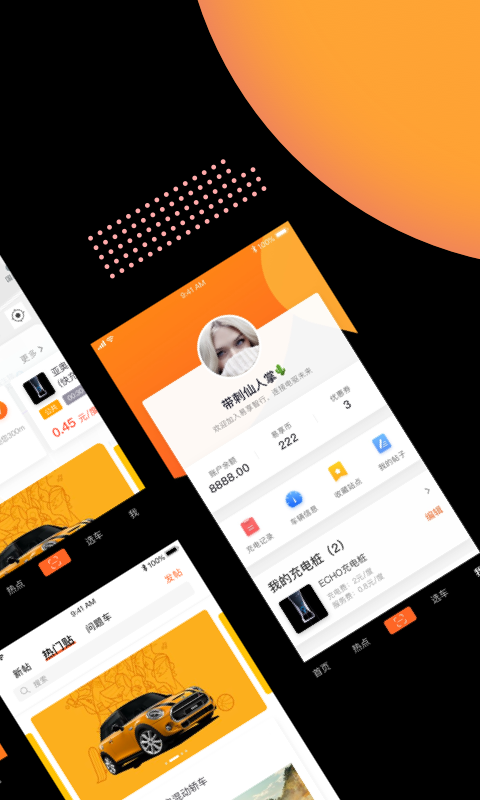 更多
亚奥
(快充
公共
0.45 元/度
300m
热点
选车
我
9:41 AM
100%
带刺仙人掌🌵
欢迎加入易享智行，连接电驱未来
账户余额
8888.00
易享币
222
优惠券
3
充电记录
车辆信息
收藏站点
我的帖子
我的充电桩（2）
编辑
ECHO充电桩
充电费：2元/度
服务费：0.8元/度
首页
热点
选车
我
9:41 AM
100%
发帖
新帖
热门贴
问题车
搜索
混动轿车